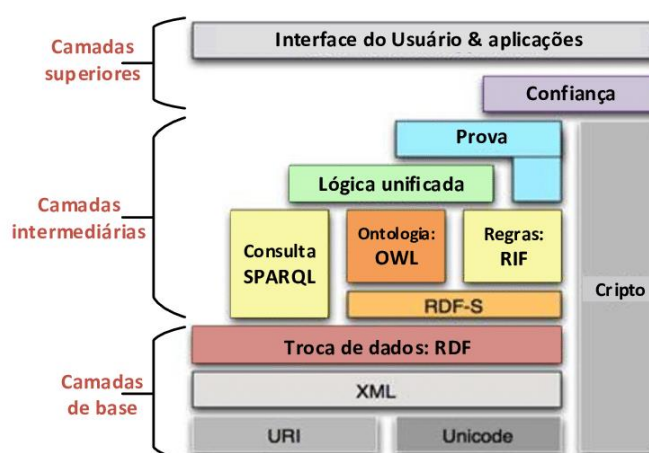 Camadas
superiores
Interface do Usuário & aplicações
Confiança
Camadas
intermediárias
Prova
Lógica unificada
Consulta
SPARQL
Ontologia:
OWL
Regras:
RIF
RDF-S
Cripto
Camadas
de base
Troca de dados: RDF
XML
URI
Unicode